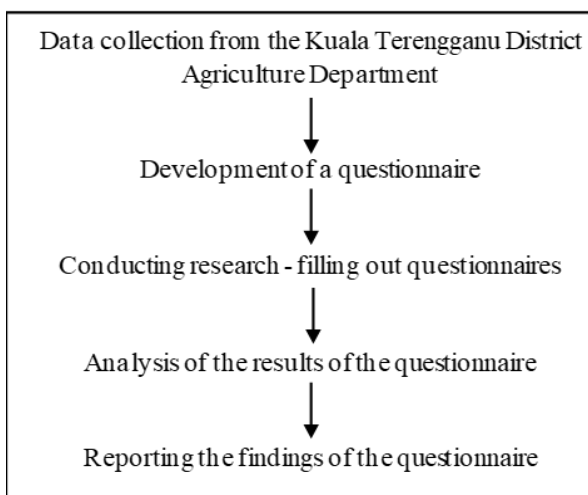 Data collection from the Kuala Terengganu District
Agriculture Department
Development of a questionnaire
Conducting research - filling out questionnaires
Analysis of the results of the questionnaire
Reporting the findings of the questionnaire